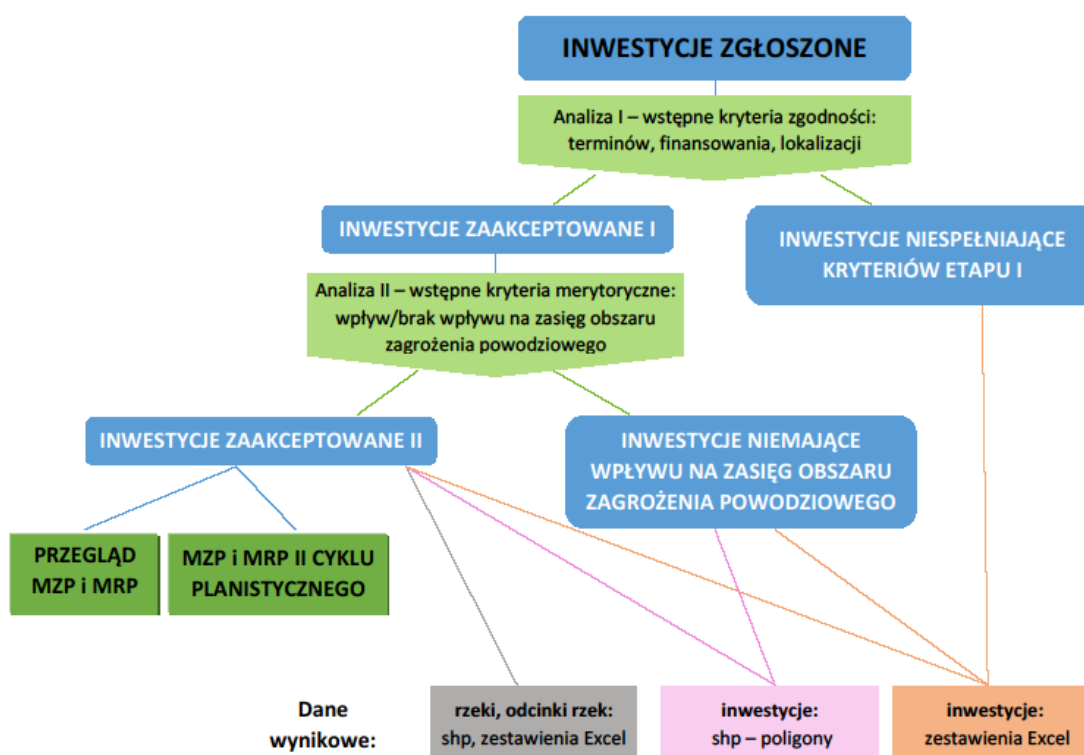 INWESTYCJE ZGŁOSZONE
Analiza I – wstępne kryteria zgodności:
terminów, finansowania, lokalizacji
INWESTYCJE ZAAKCEPTOWANE I
INWESTYCJE NIESPEŁNIAJĄCE
KRYTERIÓW ETAPU I
Analiza II – wstępne kryteria merytoryczne:
wpływ/brak wpływu na zasięg obszaru
zagrożenia powodziowego
INWESTYCJE ZAAKCEPTOWANE II
INWESTYCJE NIEMAJĄCE
WPŁYWU NA ZASIĘG OBSZARU
ZAGROŻENIA POWODZIOWEGO
PRZEGLĄD
MZP i MRP
MZP i MRP II CYKLU
PLANISTYCZNEGO
Dane
wynikowe:
rzeki, odcinki rzek:
shp, zestawienia Excel
inwestycje:
shp – poligony
inwestycje:
zestawienia Excel